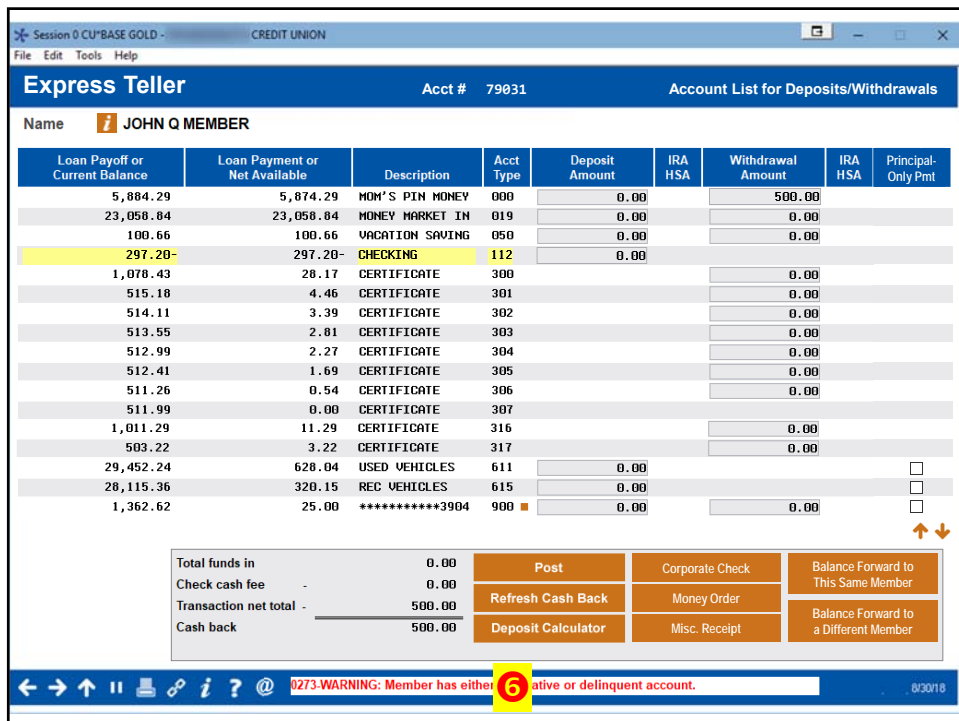 Session 0 CU*BASE GOLD - CREDIT UNION
File Edit Tools Help
Express Teller Acct # 79031 Account List for Deposits/Withdrawals
Name i JOHN Q MEMBER
Loan Payoff or Current Balance Loan Payment or Net Available Description Acct Type Deposit Amount IRA HSA Withdrawal Amount IRA HSA Principal-Only Pmt
5,884.29 5,874.29 MOM'S PIN MONEY 000 0.00 500.00
23,058.84 23,058.84 MONEY MARKET IN 019 0.00 0.00
100.66 100.66 VACATION SAVING 050 0.00 0.00
297.20- 297.20- CHECKING 112 0.00
1,078.43 28.17 CERTIFICATE 300 0.00
515.18 4.46 CERTIFICATE 301 0.00
514.11 3.39 CERTIFICATE 302 0.00
513.55 2.81 CERTIFICATE 303 0.00
512.99 2.27 CERTIFICATE 304 0.00
512.41 1.69 CERTIFICATE 305 0.00
511.26 0.54 CERTIFICATE 306 0.00
511.99 0.00 CERTIFICATE 307
1,011.29 11.29 CERTIFICATE 316 0.00
503.22 3.22 CERTIFICATE 317 0.00
29,452.24 628.04 USED VEHICLES 611 0.00
28,115.36 320.15 REC VEHICLES 615 0.00
1,362.62 25.00 ***********3904 900 0.00 0.00
Total funds in 0.00
Check cash fee - 0.00
Transaction net total - 500.00
Cash back 500.00
Post Corporate Check Balance Forward to This Same Member
Refresh Cash Back Money Order
Deposit Calculator Misc. Receipt Balance Forward to a Different Member
i ? @ 0273-WARNING: Member has either 6 ative or delinquent account. 8/30/18